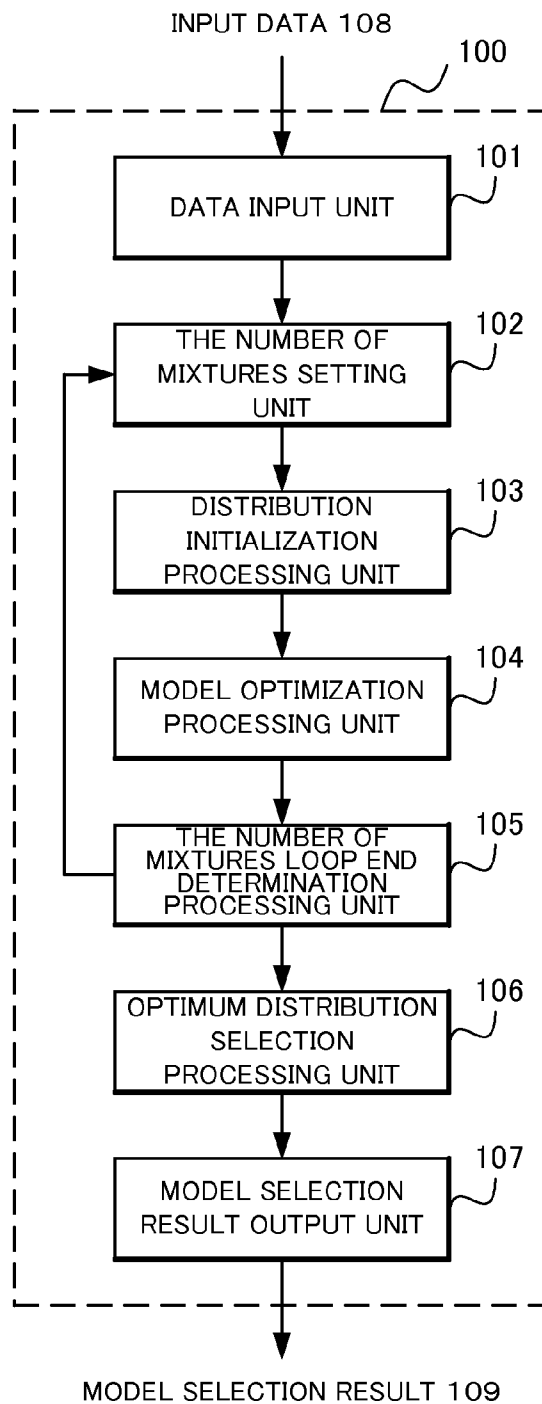 INPUT DATA 108
100
101
DATA INPUT UNIT
102
THE NUMBER OF
MIXTURES SETTING
UNIT
103
DISTRIBUTION
INITIALIZATION
PROCESSING UNIT
104
MODEL OPTIMIZATION
PROCESSING UNIT
105
THE NUMBER OF
MIXTURES LOOP END
DETERMINATION
PROCESSING UNIT
106
OPTIMUM DISTRIBUTION
SELECTION
PROCESSING UNIT
107
MODEL SELECTION
RESULT OUTPUT UNIT
MODEL SELECTION RESULT 109